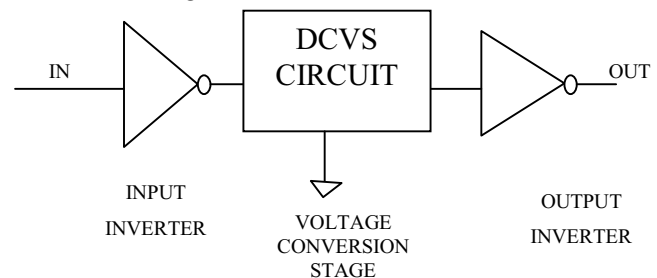 DCVS
CIRCUIT
IN
OUT
INPUT
INVERTER
VOLTAGE
CONVERSION
STAGE
OUTPUT
INVERTER